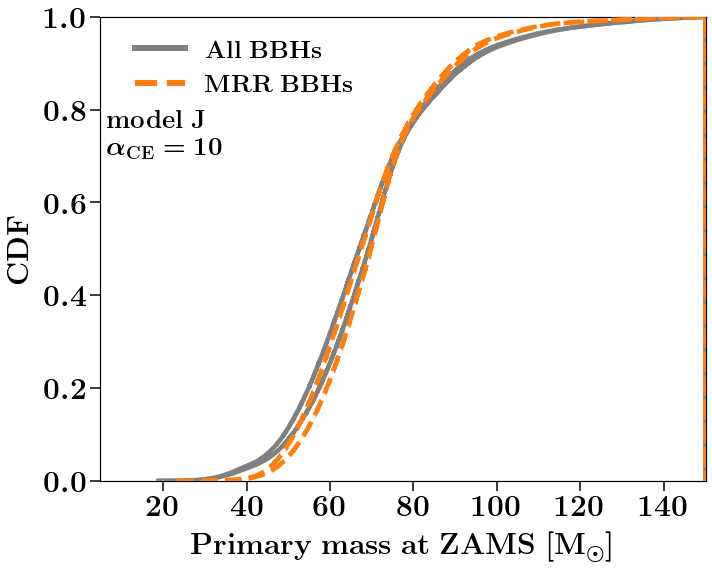 1.0
0.8
0.6
0.4
0.2
0.0
CDF
All BBHs
MRR BBHs
model J
α_CE = 10
20 40 60 80 100 120 140
Primary mass at ZAMS [M_⊙]